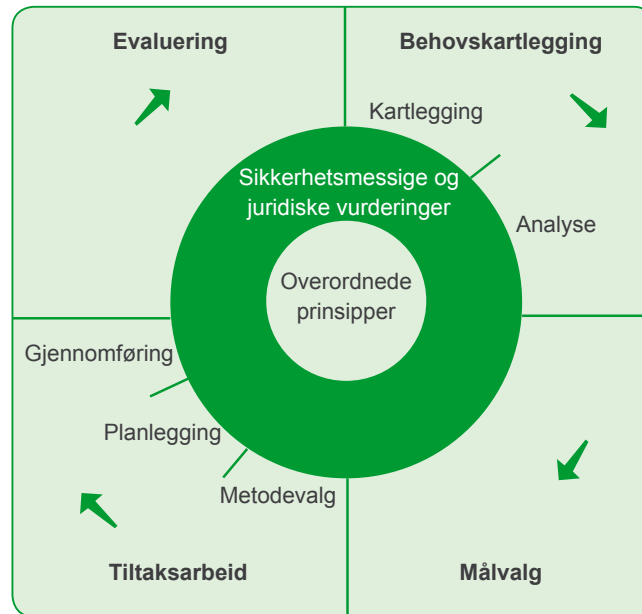 Evaluering
Behovskartlegging
Kartlegging
Sikkerhetsmessige og
juridiske vurderinger
Analyse
Overordnede
prinsipper
Gjennomføring
Planlegging
Metodevalg
Tiltaksarbeid
Målvalg